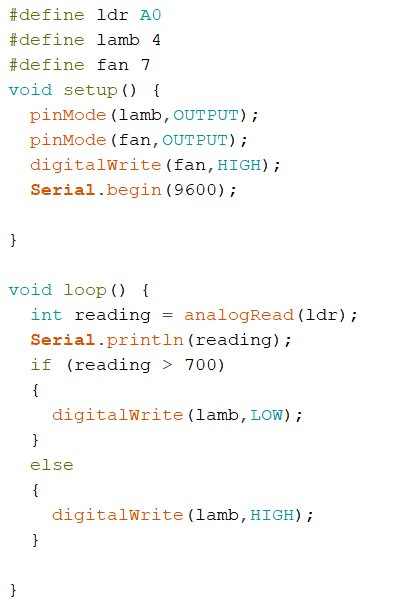 #define ldr A0
#define lamb 4
#define fan 7
void setup() {
  pinMode(lamb,OUTPUT);
  pinMode(fan,OUTPUT);
  digitalWrite(fan,HIGH);
  Serial.begin(9600);
}
void loop() {
  int reading = analogRead(ldr);
  Serial.println(reading);
  if (reading > 700)
  {
    digitalWrite(lamb,LOW);
  }
  else
  {
    digitalWrite(lamb,HIGH);
  }
}